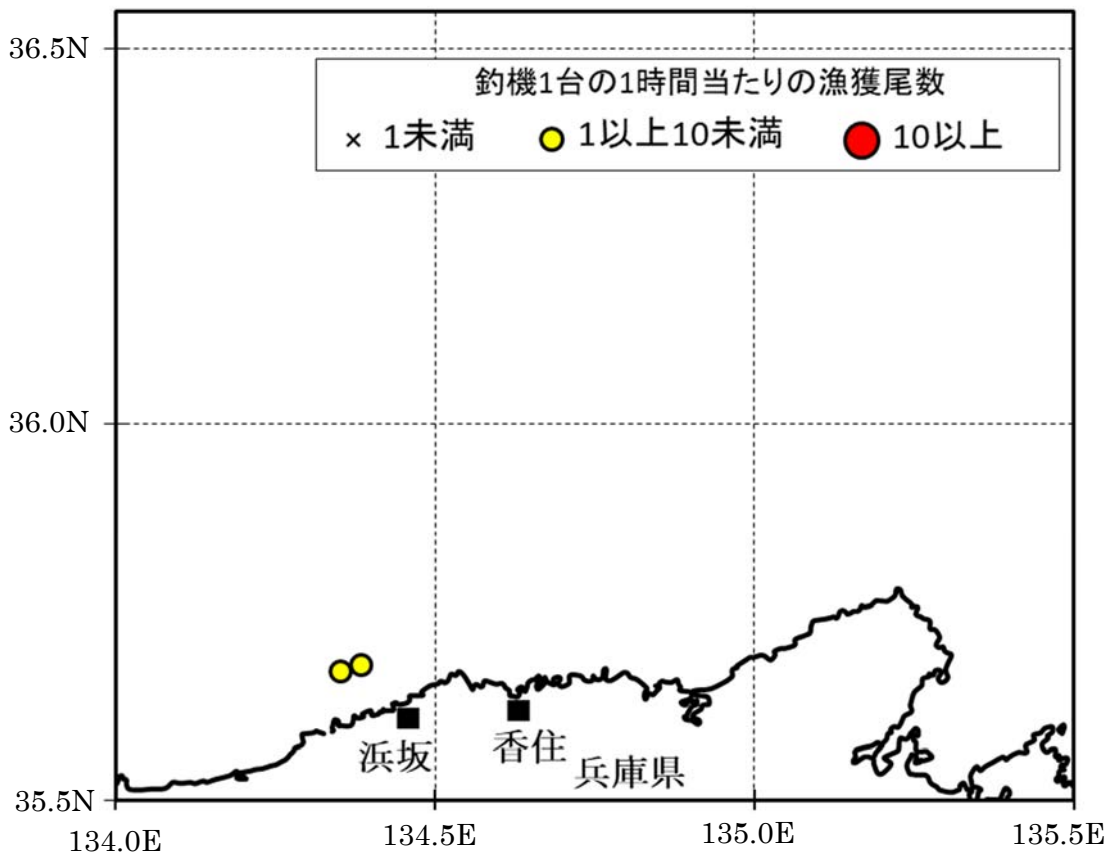 36.5N
釣機1台の1時間当たりの漁獲尾数
× 1未満 1以上10未満 10以上
36.0N
浜坂 香住 兵庫県
35.5N
134.0E 134.5E 135.0E 135.5E